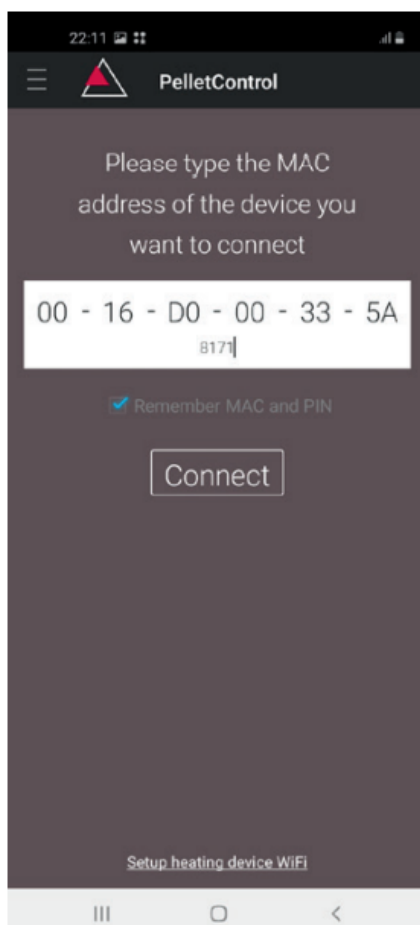 22:11
PelletControl
Please type the MAC
address of the device you
want to connect
00 - 16 - D0 - 00 - 33 - 5A
8171
Remember MAC and PIN
Connect
Setup heating device WiFi